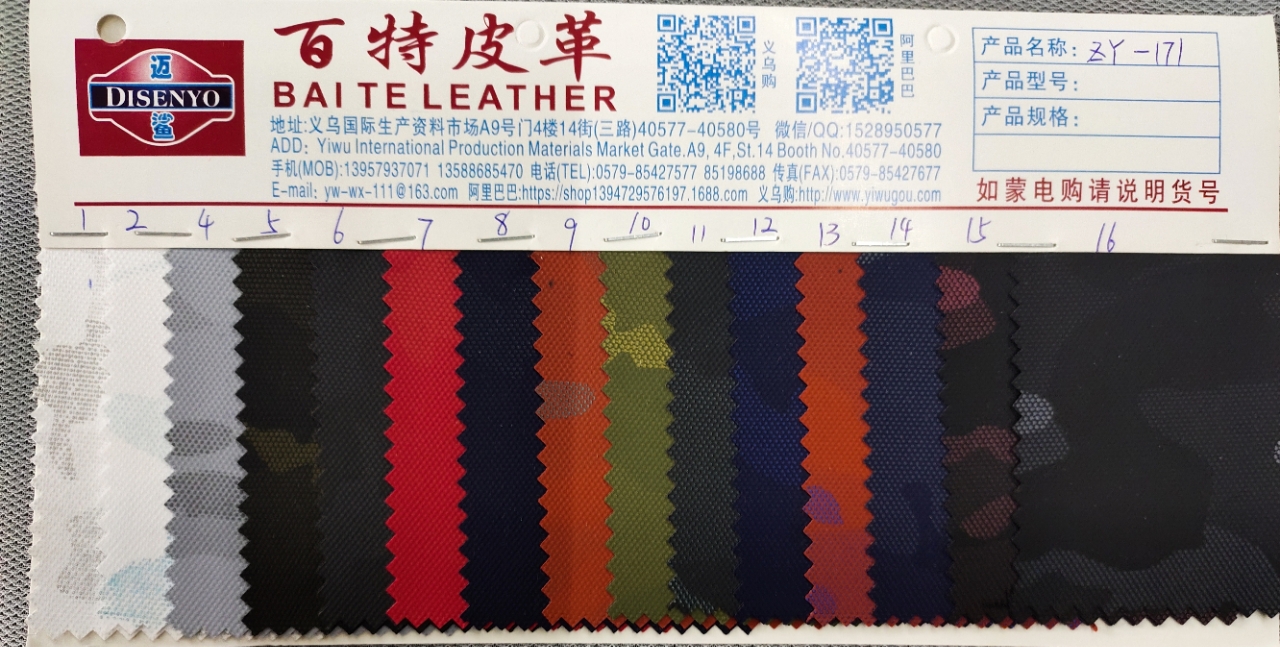 百特皮革
BAITE LEATHER
迈
DISENYO
鲨
义乌购
阿里巴巴
产品名称: ZY-171
产品型号:
产品规格:
地址:义乌国际生产资料市场A9号门4楼14街(三路)40577-40580号 微信/QQ:1528950577
ADD: Yiwu International Production Materials Market Gate.A9, 4F,St.14 Booth No.40577-40580
手机(MOB):13957937071 13588685470 电话(TEL):0579-85427577 85198688 传真(FAX):0579-85427677
E-mail: yw-wx-111@163.com 阿里巴巴:https://shop1394729576197.1688.com 义乌购:http://www.yiwugou.com
如蒙电购请说明货号
1 2 4 5 6 7 8 9 10 11 12 13 14 15 16